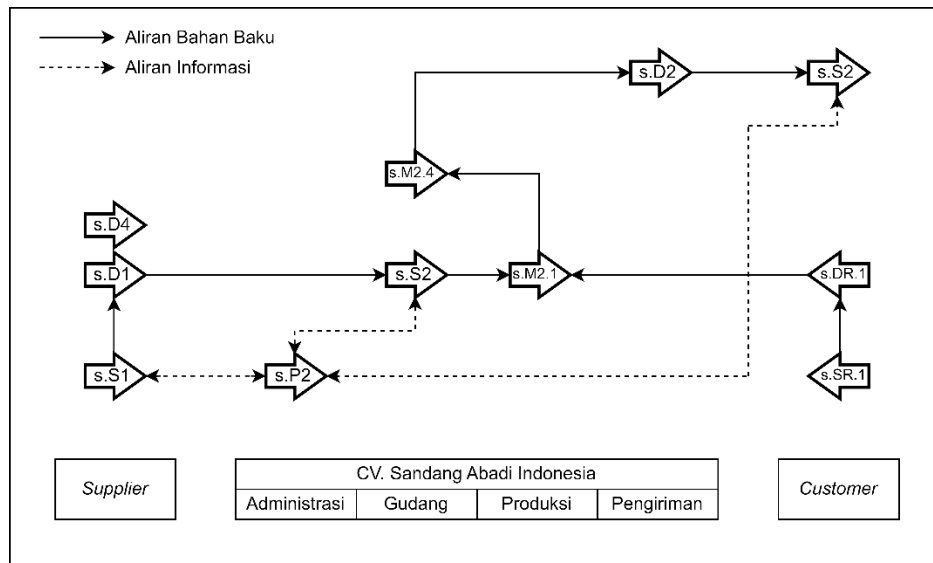 Aliran Bahan Baku
Aliran Informasi
s.D2
s.S2
s.M2.4
s.D4
s.D1
s.S2
s.M2.1
s.DR.1
s.S1
s.P2
s.SR.1
Supplier
CV. Sandang Abadi Indonesia
Administrasi
Gudang
Produksi
Pengiriman
Customer